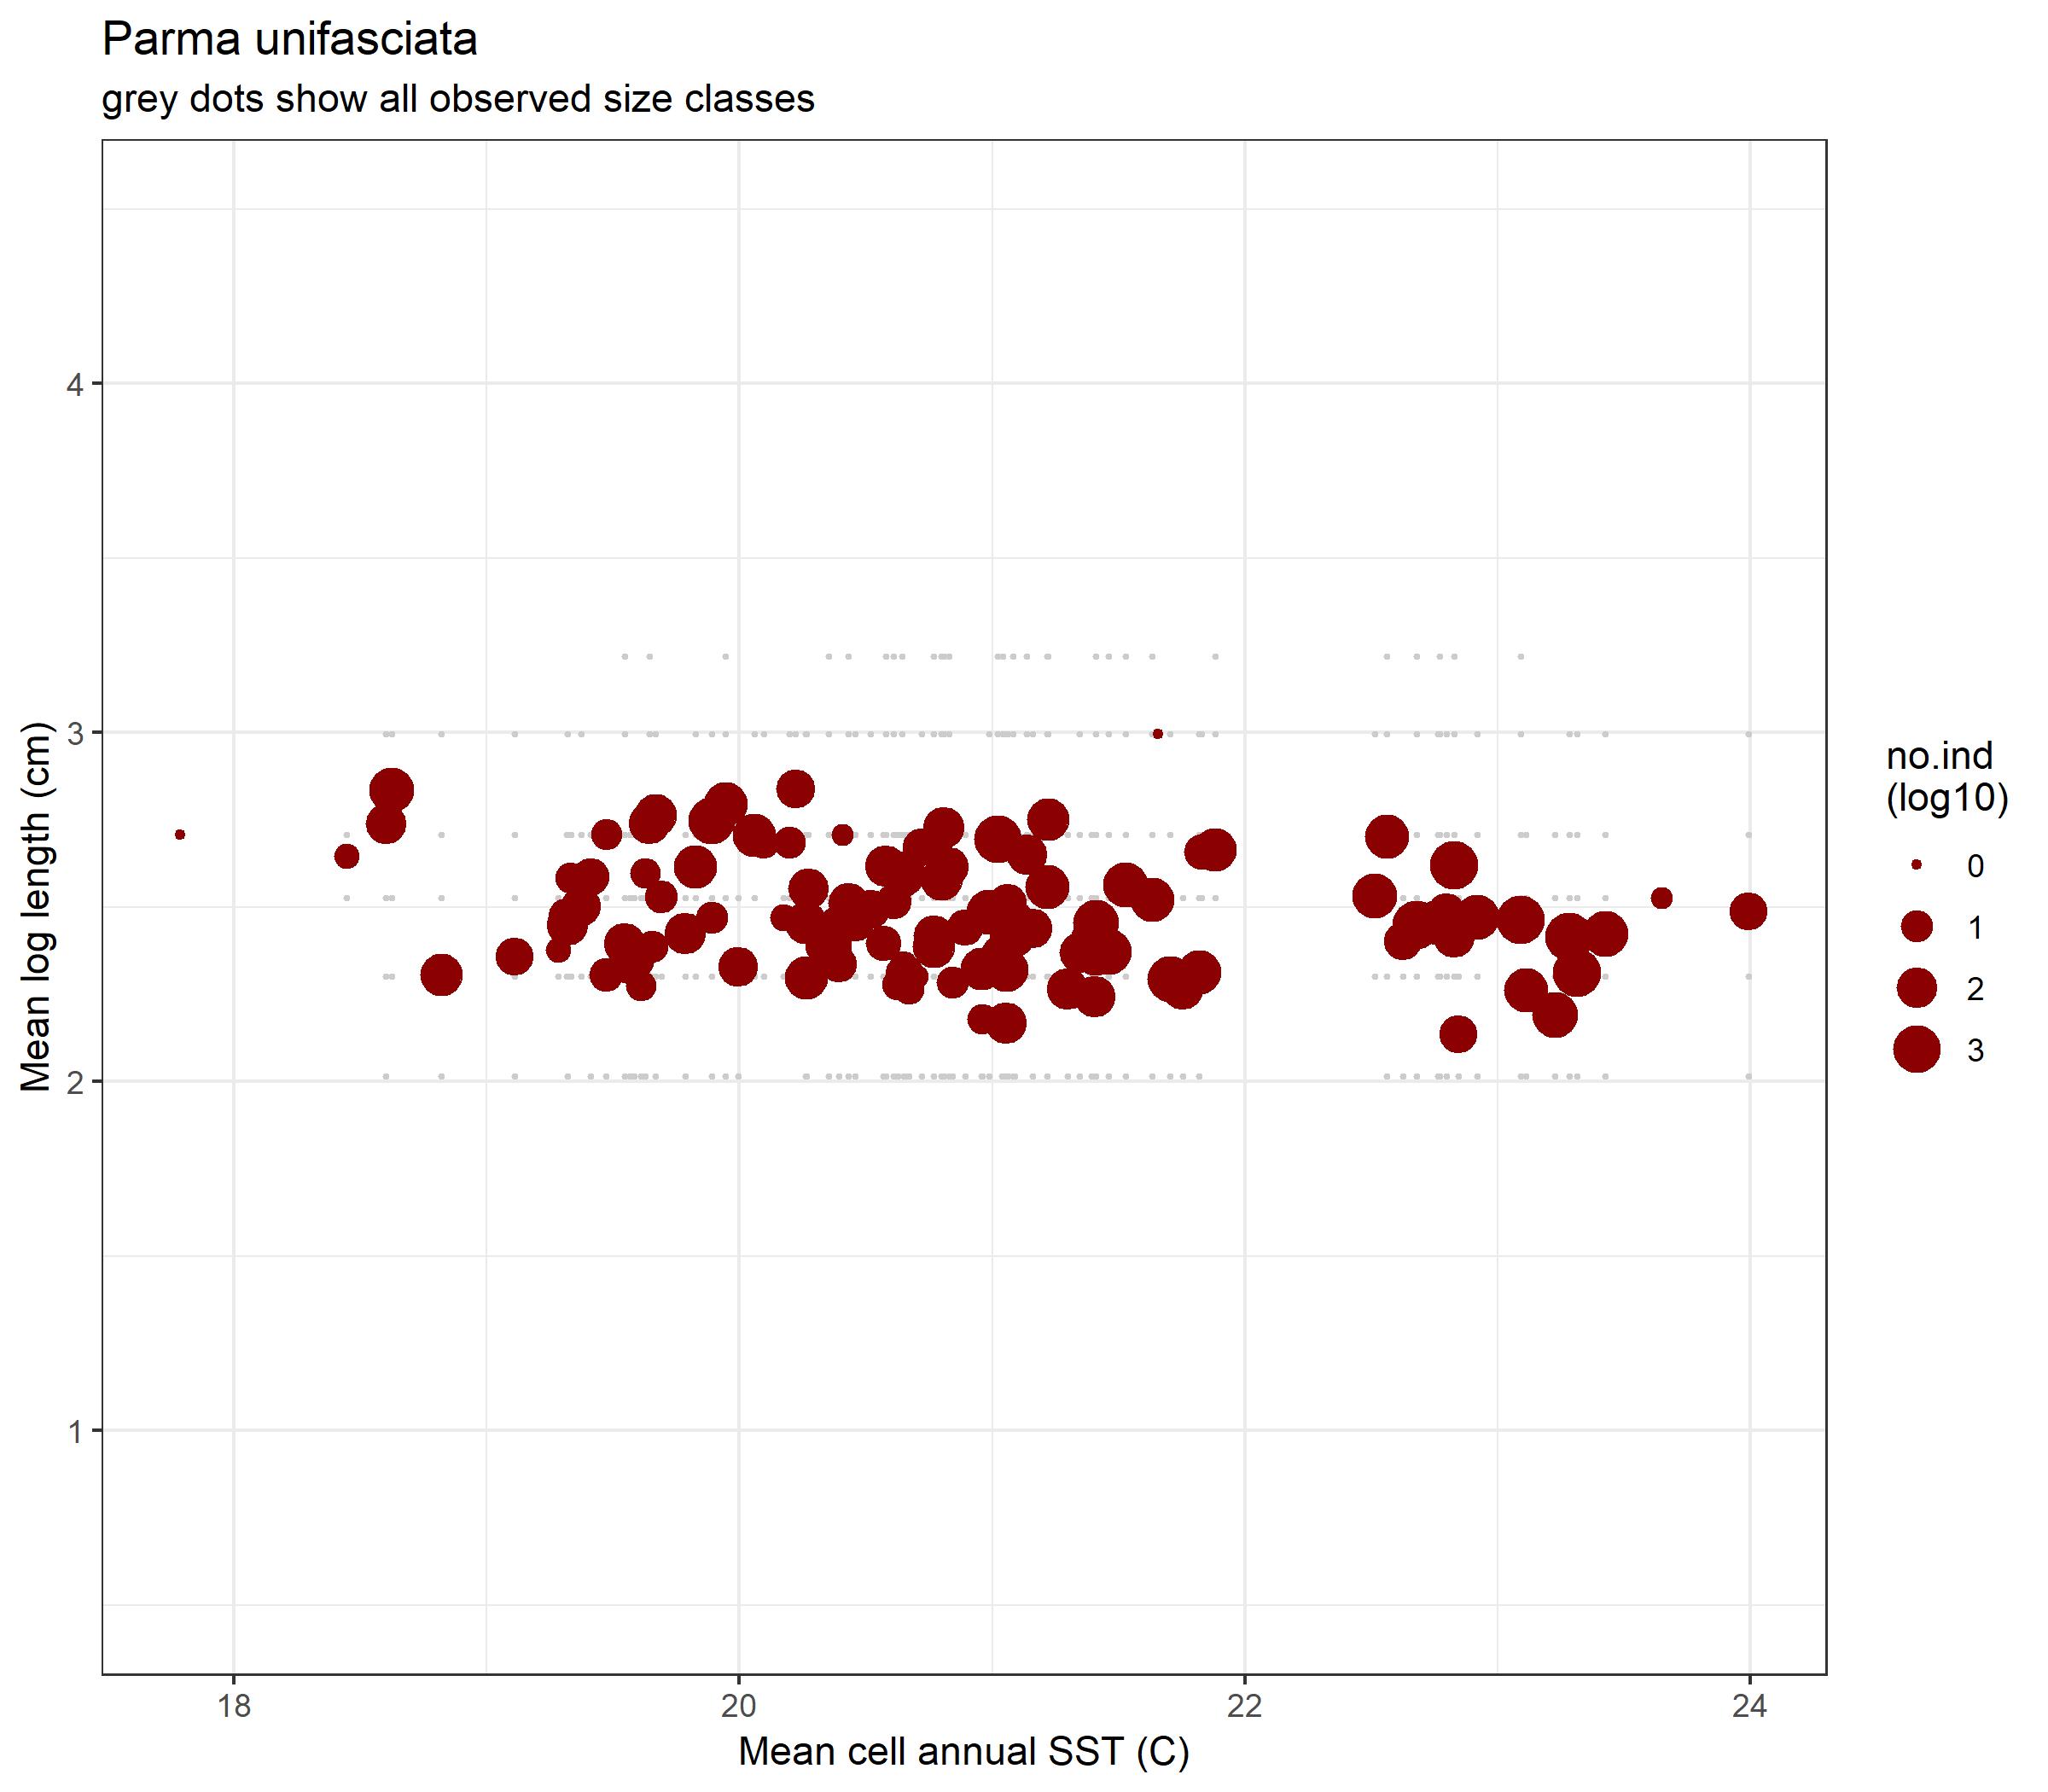 Parma unifasciata
grey dots show all observed size classes
Mean log length (cm)
4
3
2
1
18
20
22
24
Mean cell annual SST (C)
no.ind
(log10)
0
1
2
3